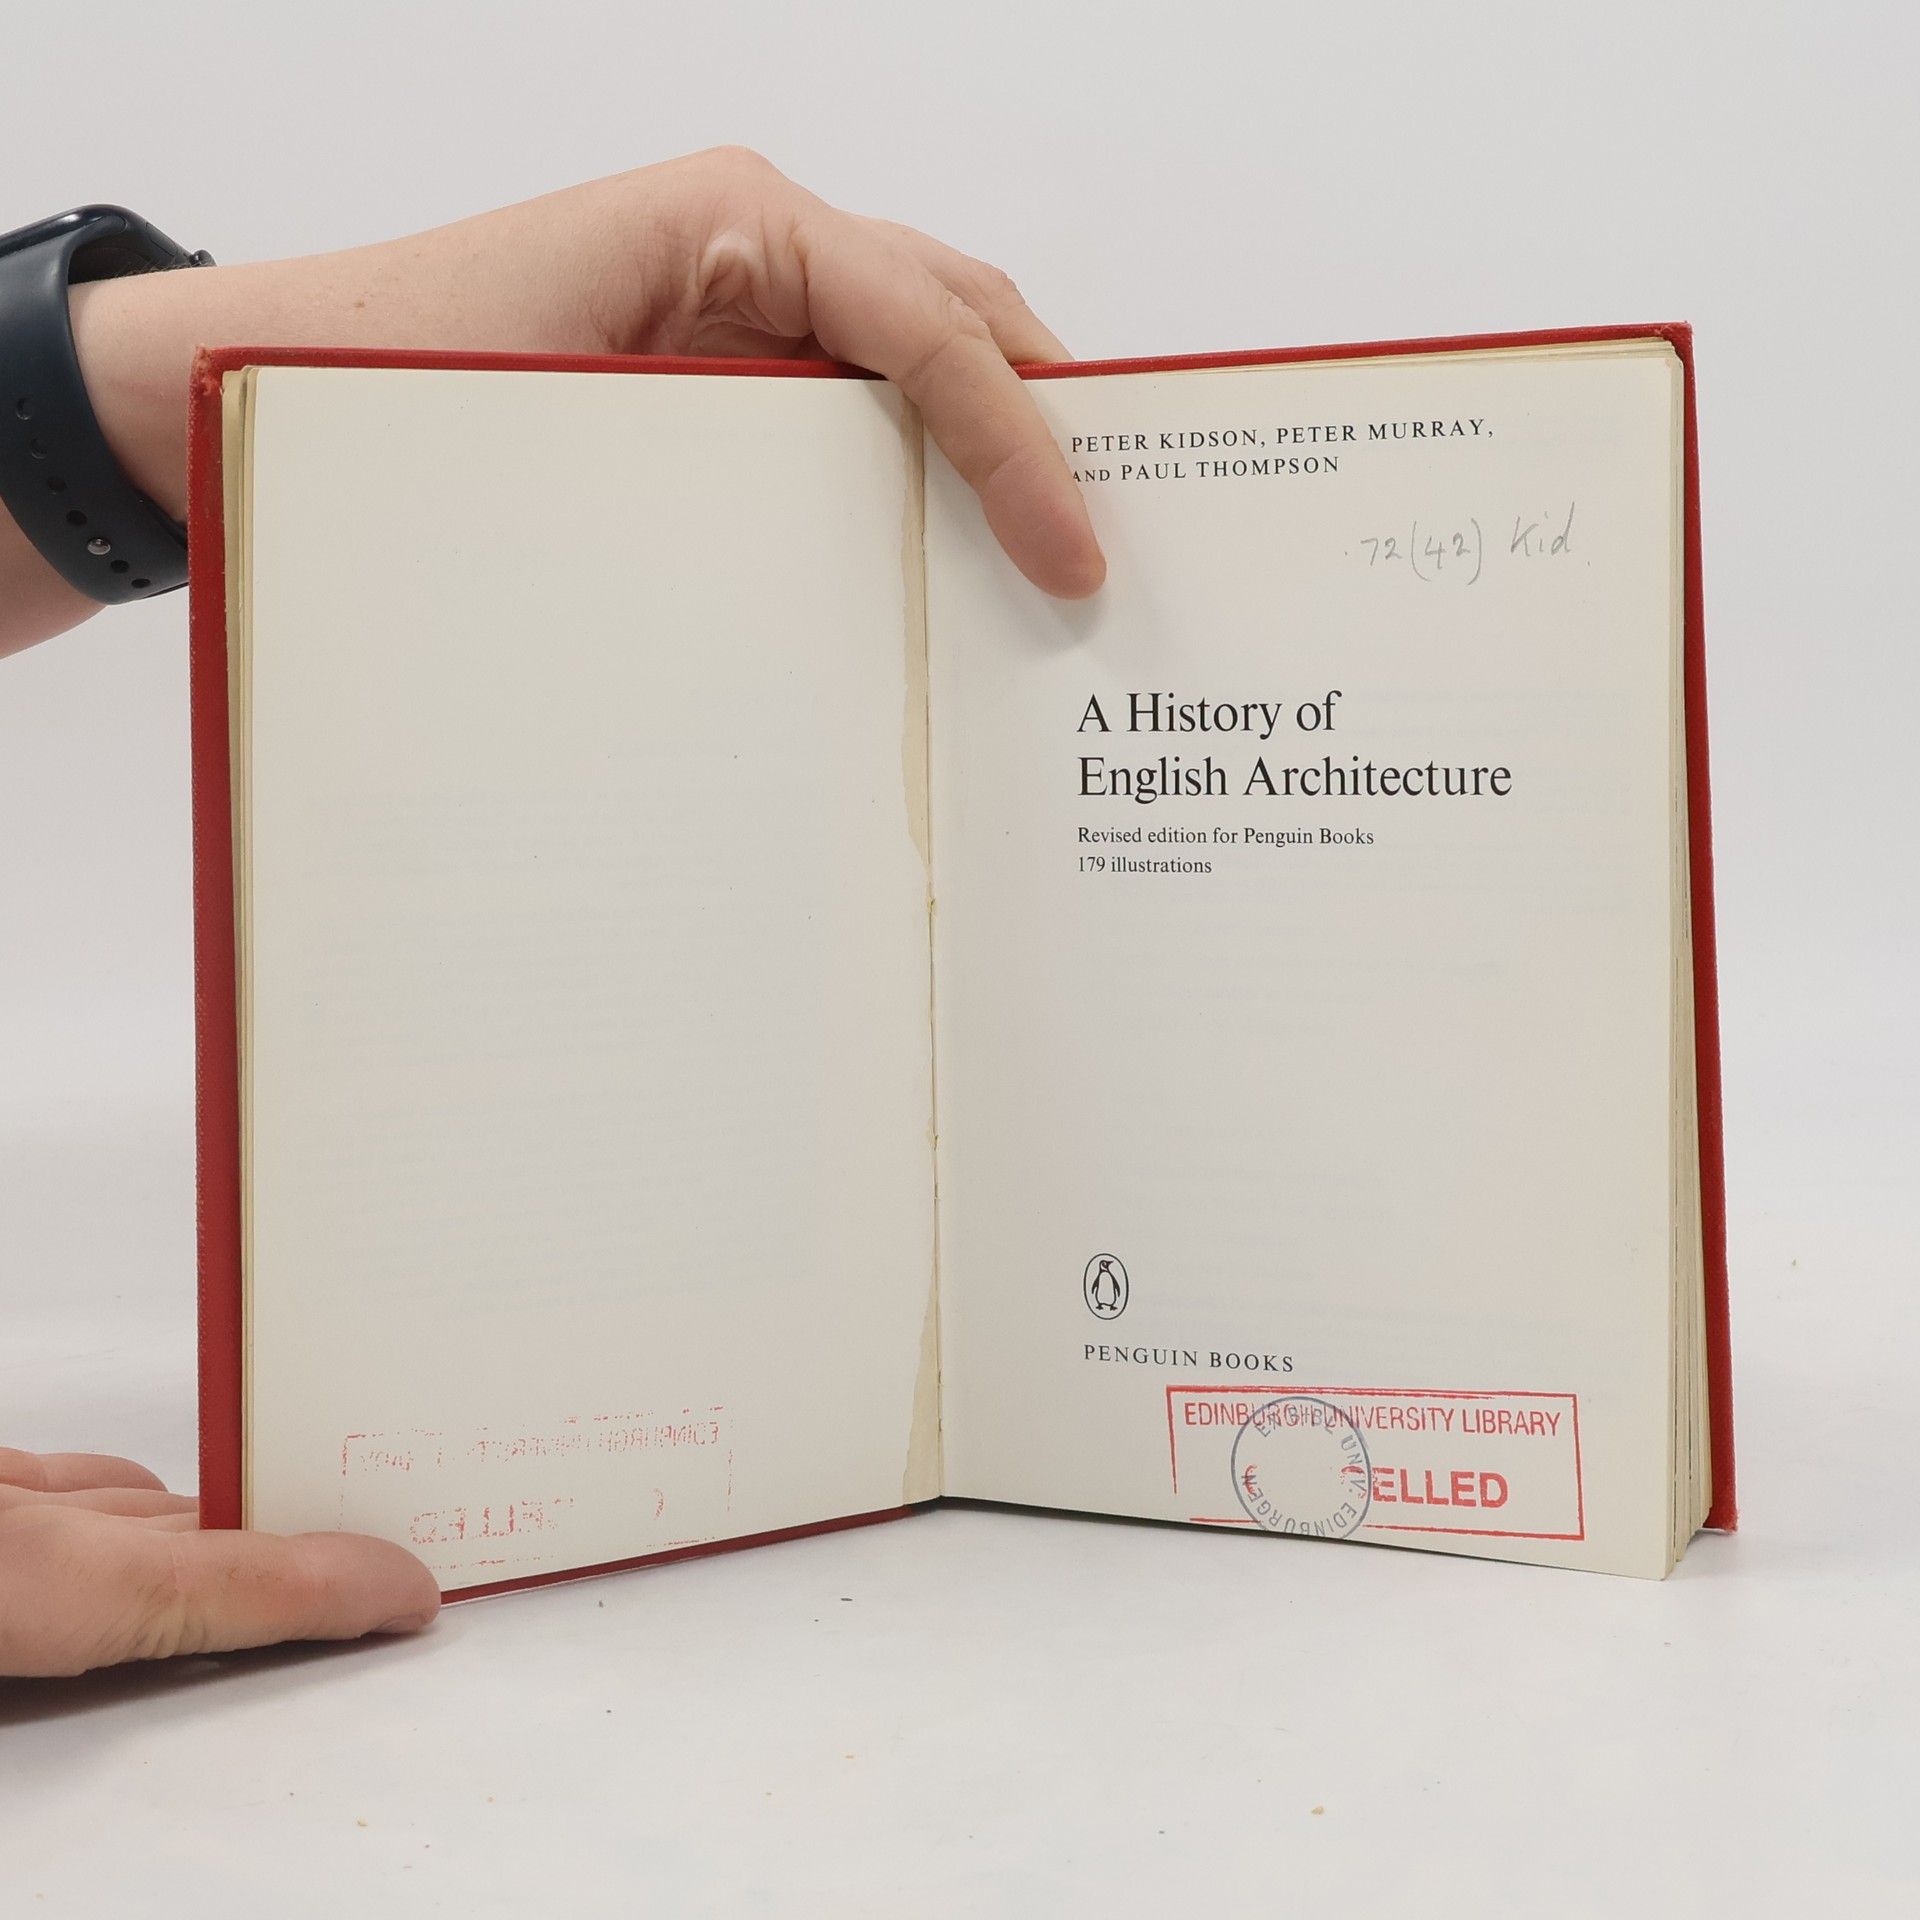 PETER KIDSON, PETER MURRAY,
AND PAUL THOMPSON
72(42) Kid
A History of
English Architecture
Revised edition for Penguin Books
179 illustrations
PENGUIN BOOKS
EDINBURGH UNIVERSITY LIBRARY
ELLED